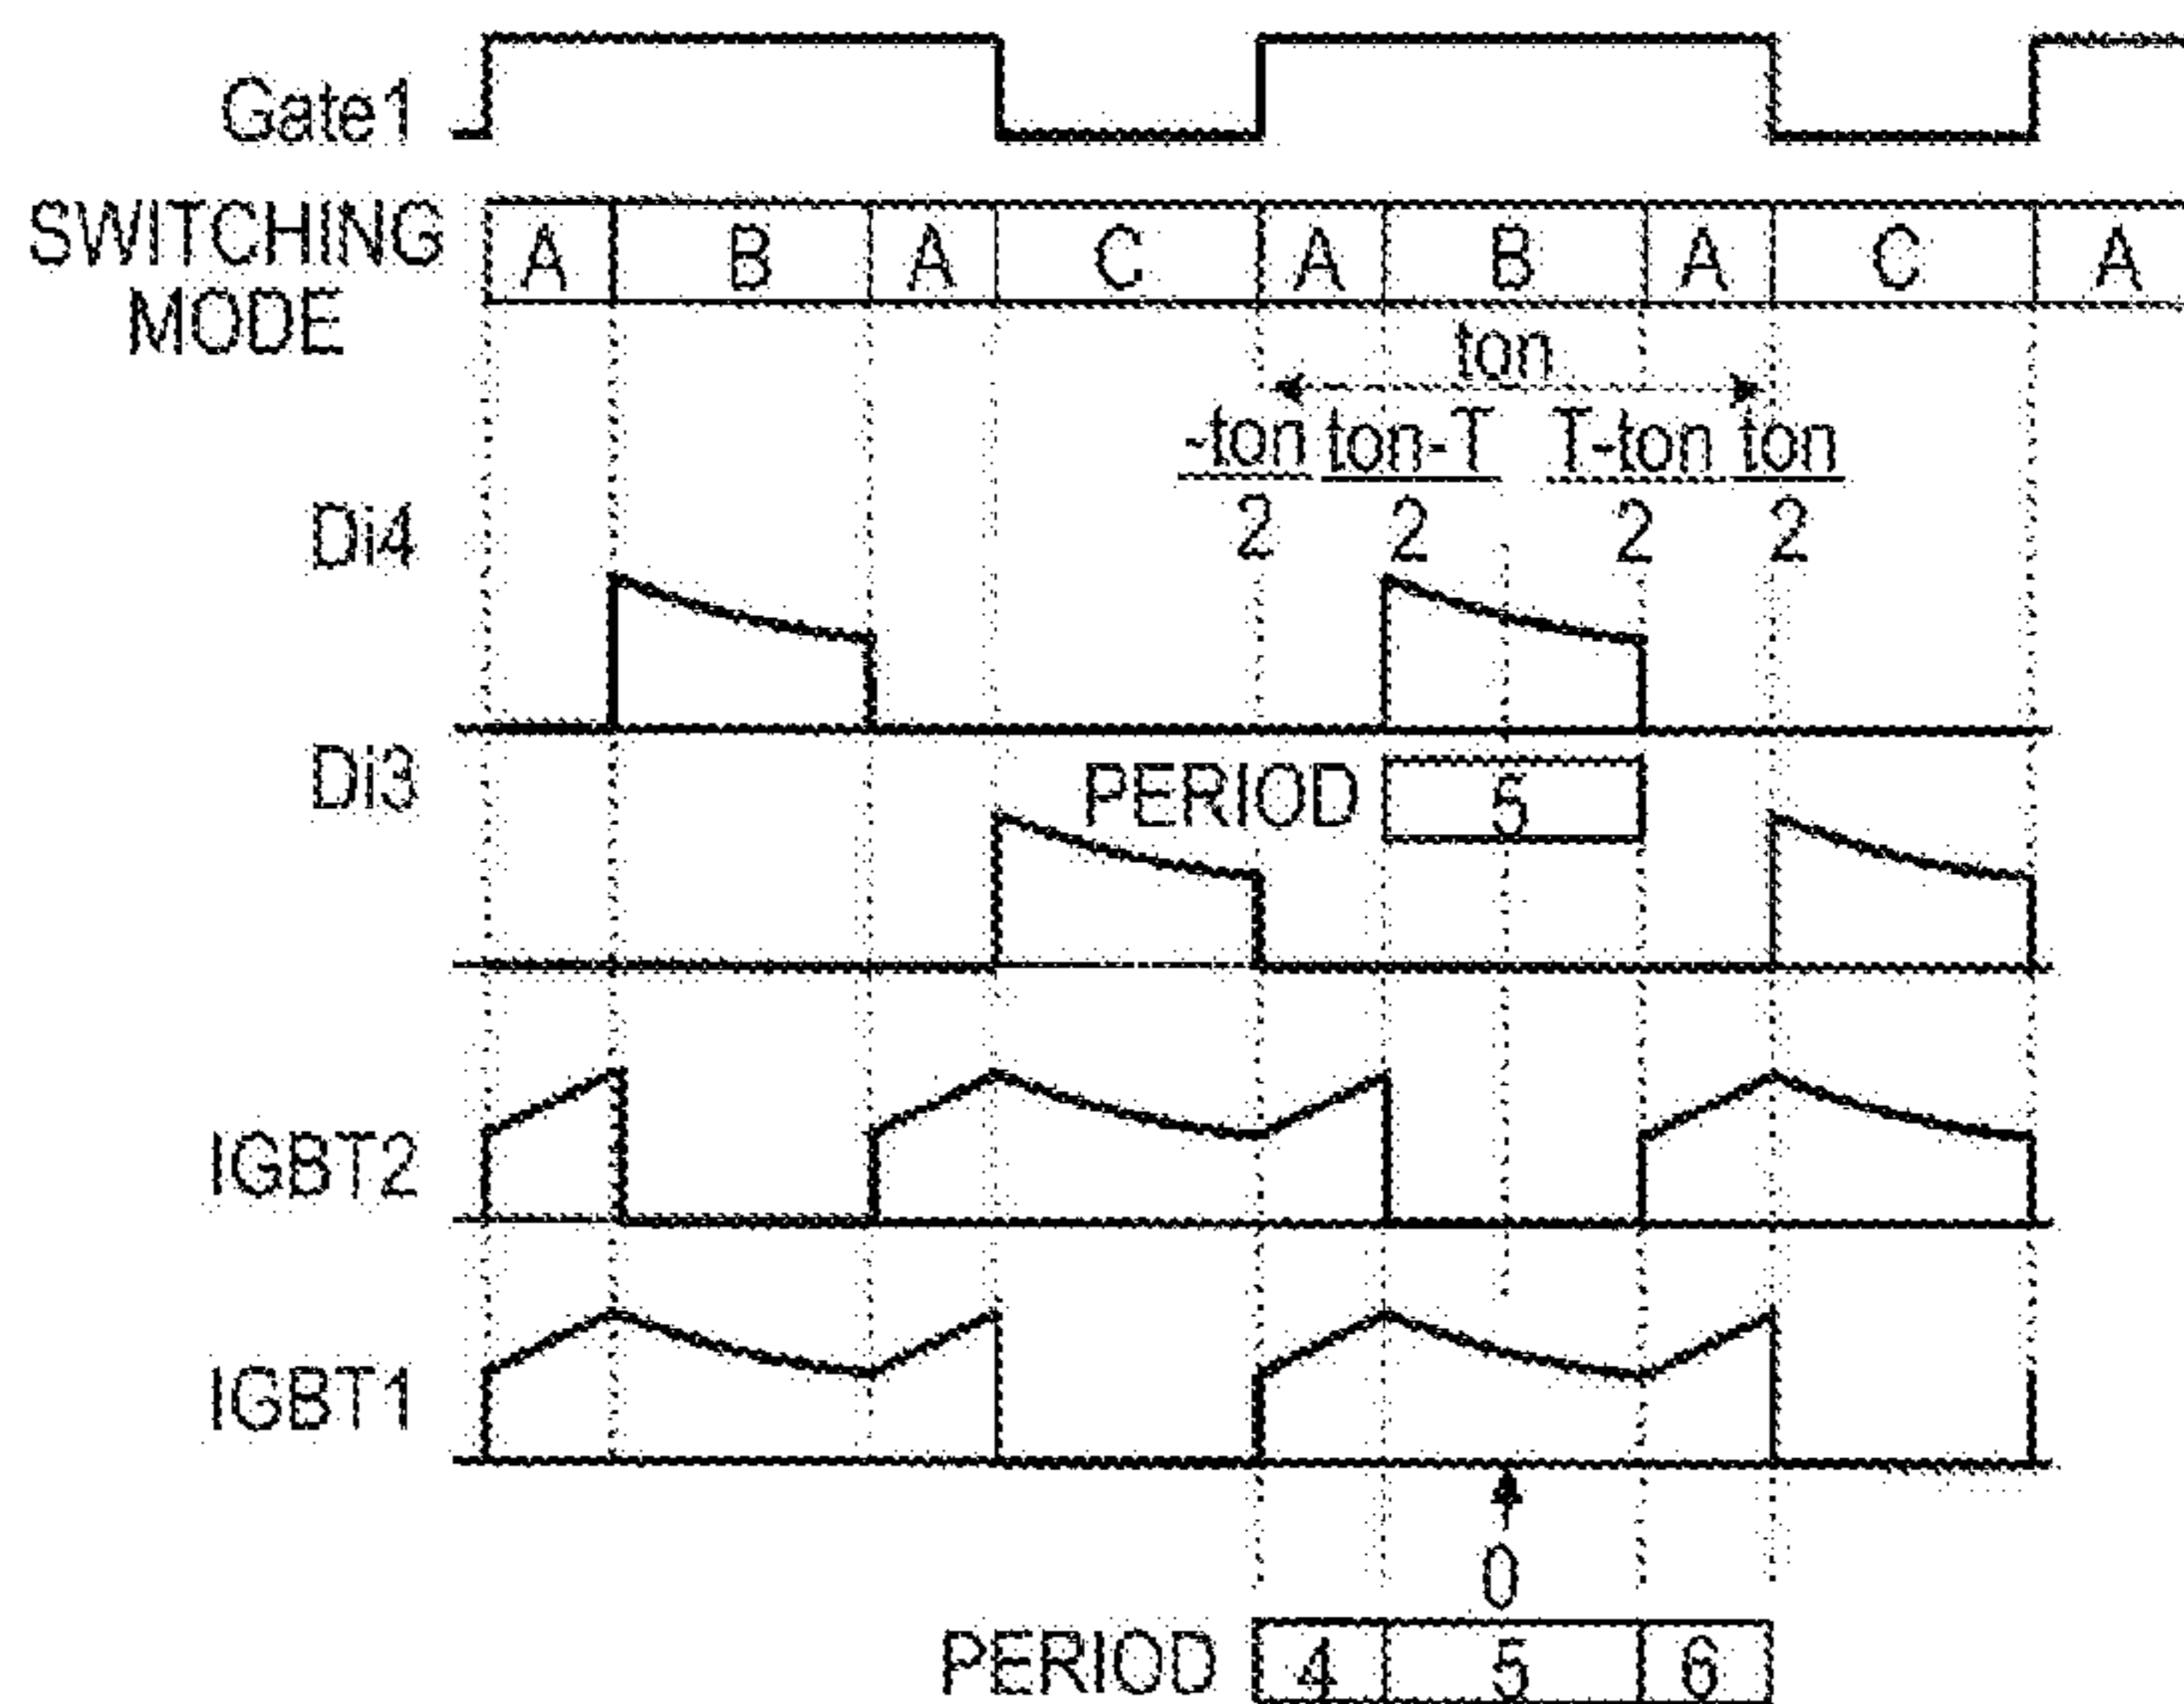 Gate1
SWITCHING MODE
A B A C A B A C A
ton
-ton ton-T T-ton ton
2 2 2 2
Di4
Di3
PERIOD 5
IGBT2
IGBT1
0
PERIOD 4 5 6